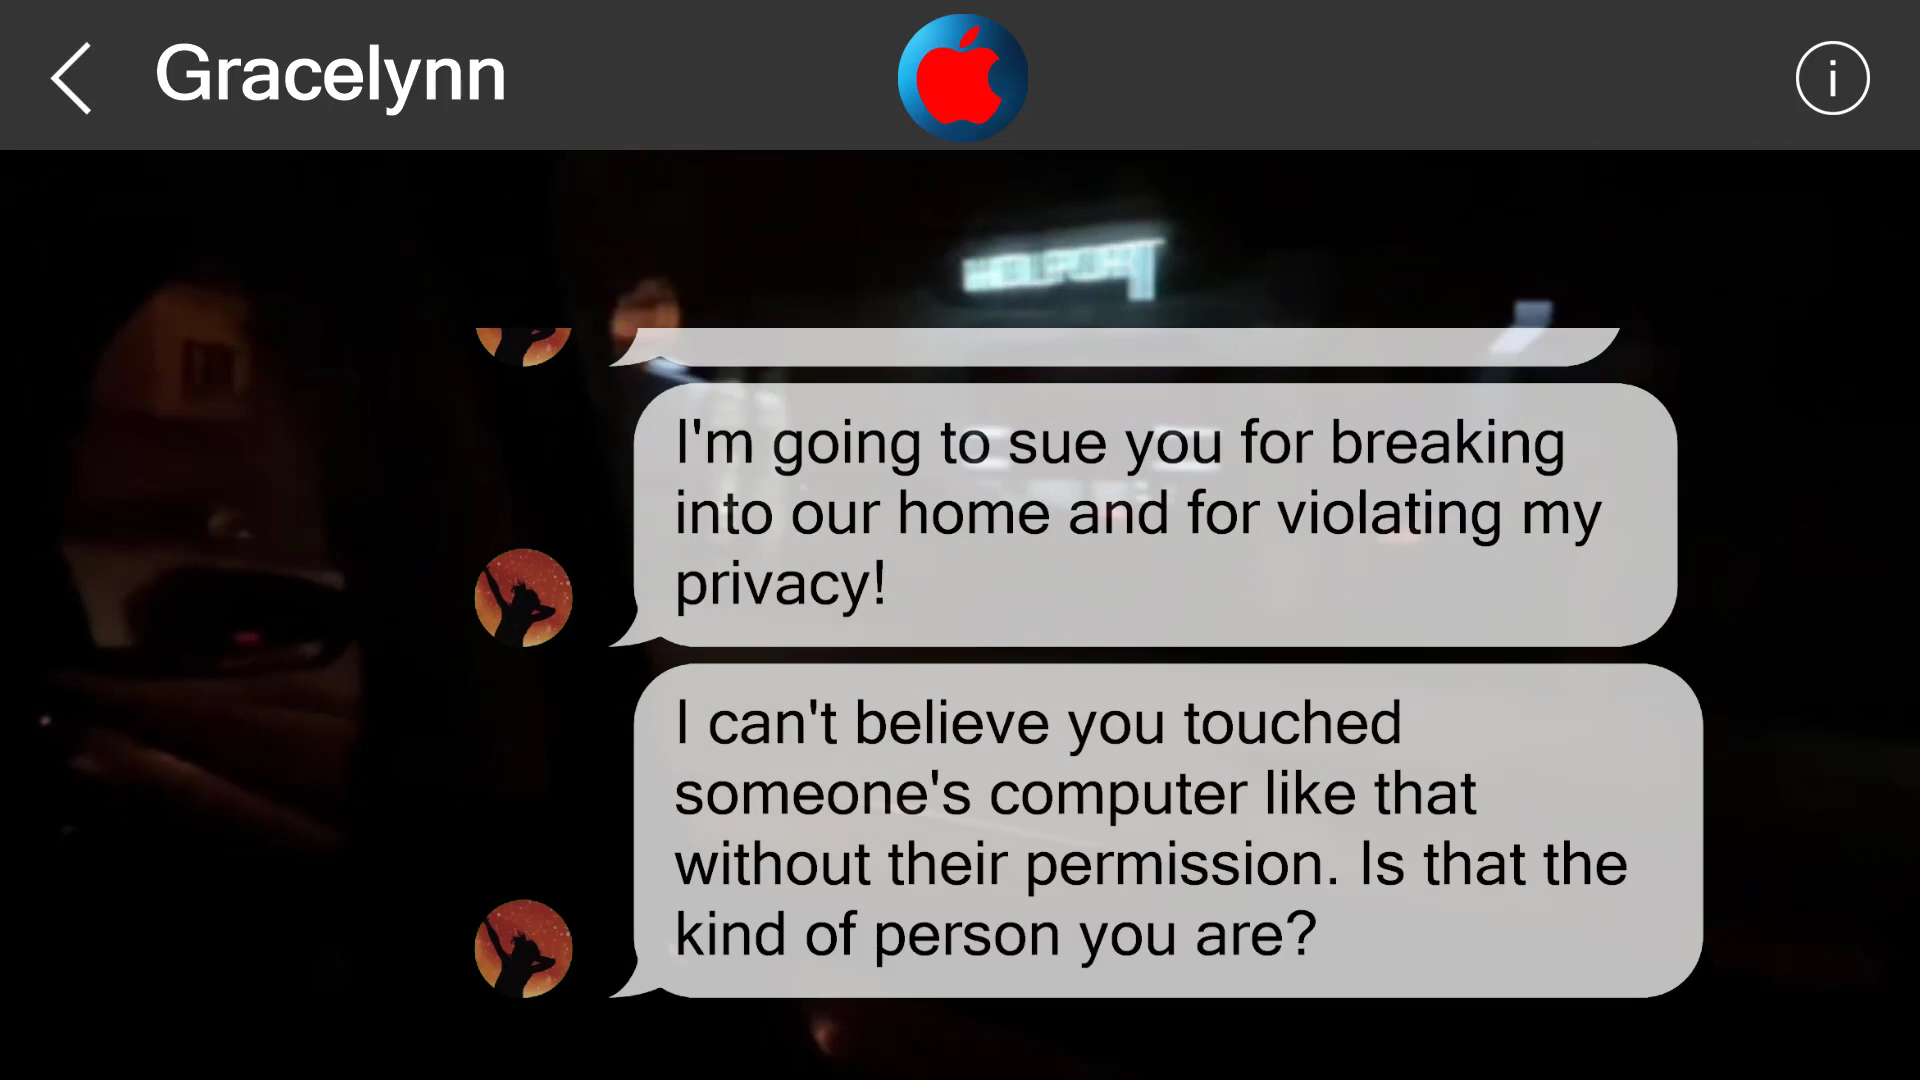 Gracelynn
i
I'm going to sue you for breaking
into our home and for violating my
privacy!
I can't believe you touched
someone's computer like that
without their permission. Is that the
kind of person you are?